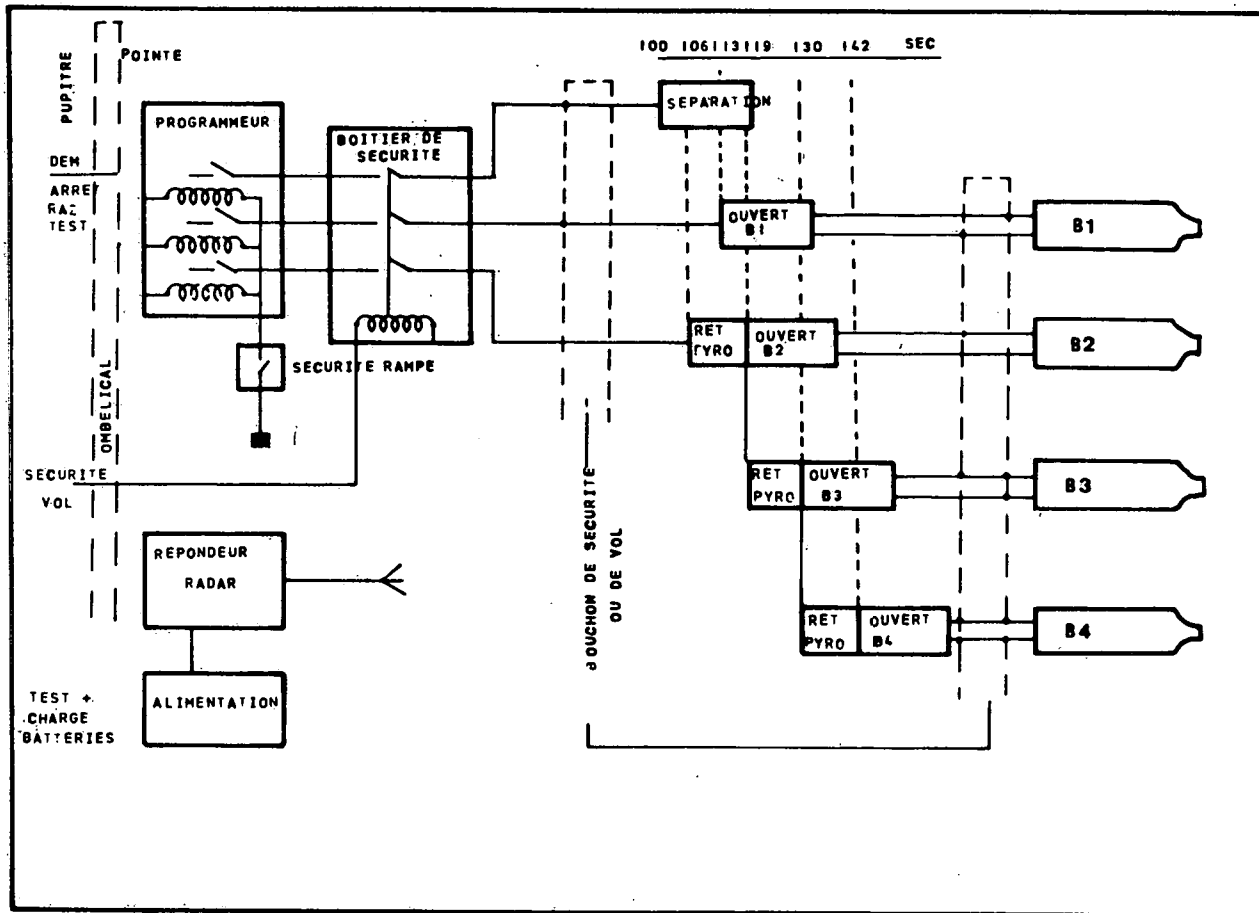 PUPITRE
POINTE
DEM
ARRET
RAZ
TEST
OMBELICAL
SECURITE
VOL
TEST +
CHARGE
BATTERIES
PROGRAMMEUR
BOITIER DE
SECURITE
SECURITE RAMPE
REPONDEUR
RADAR
ALIMENTATION
BOUCHON DE SECURITE
OU DE VOL
100 106 113 119 130 142 SEC
SEPARATION
OUVERT
B1
B1
RET
PYRO
OUVERT
B2
B2
RET
PYRO
OUVERT
B3
B3
RET
PYRO
OUVERT
B4
B4